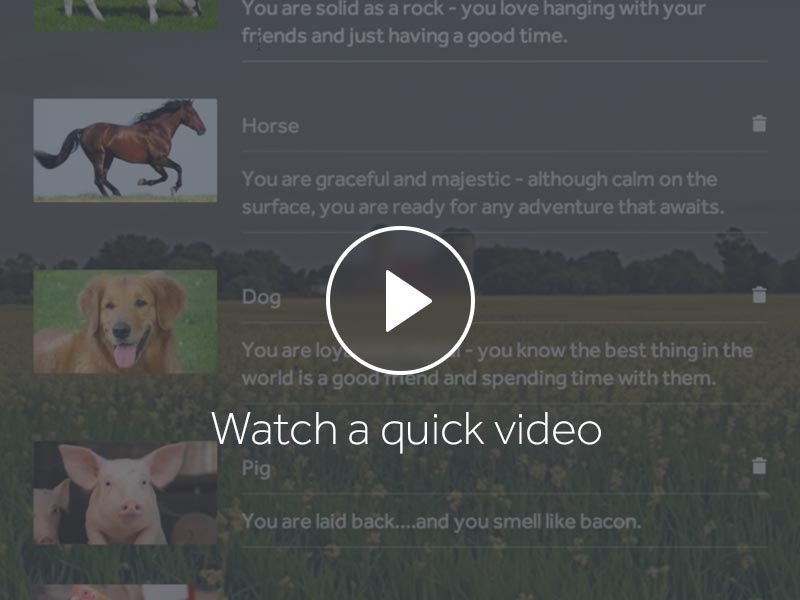 You are solid as a rock - you love hanging with your
friends and just having a good time.
Horse
You are graceful and majestic - although calm on the
surface, you are ready for any adventure that awaits.
Dog
You are - you know the best thing in the
world is a good friend and spending time with them.
Watch a quick video
Pig
You are laid back....and you smell like bacon.